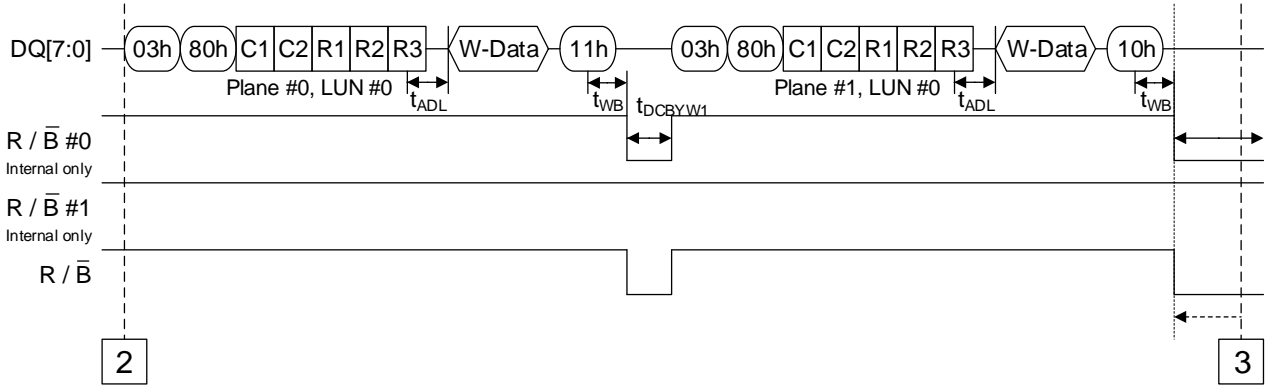 DQ[7:0] 03h 80h C1 C2 R1 R2 R3 W-Data 11h 03h 80h C1 C2 R1 R2 R3 W-Data 10h
Plane #0, LUN #0 tADL tWB tDCBYW1 Plane #1, LUN #0 tADL tWB
R / B̅ #0
Internal only
R / B̅ #1
Internal only
R / B̅
2 3